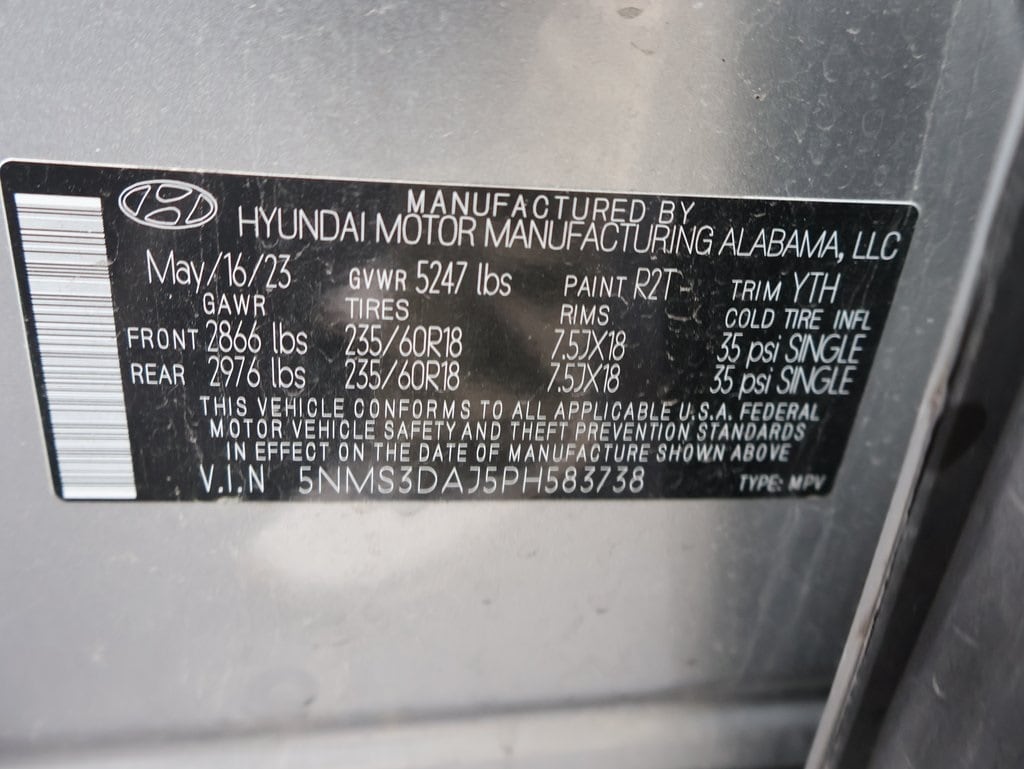 MANUFACTURED BY
HYUNDAI MOTOR MANUFACTURING ALABAMA, LLC
May/16/23 GVWR 5247 lbs PAINT R2T TRIM YTH
GAWR TIRES RIMS COLD TIRE INFL
FRONT 2866 lbs 235/60R18 7.5JX18 35 psi SINGLE
REAR 2976 lbs 235/60R18 7.5JX18 35 psi SINGLE
THIS VEHICLE CONFORMS TO ALL APPLICABLE U.S.A. FEDERAL
MOTOR VEHICLE SAFETY AND THEFT PREVENTION STANDARDS
IN EFFECT ON THE DATE OF MANUFACTURE SHOWN ABOVE
V.I.N 5NMS3DAJ5PH583738 TYPE: MPV